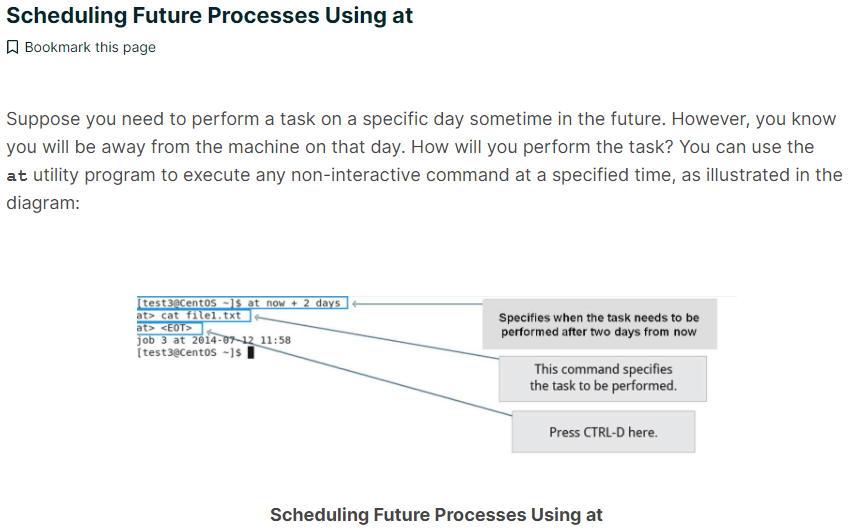 Scheduling Future Processes Using at
Bookmark this page
Suppose you need to perform a task on a specific day sometime in the future. However, you know
you will be away from the machine on that day. How will you perform the task? You can use the
at utility program to execute any non-interactive command at a specified time, as illustrated in the
diagram:
[test3@CentOS ~]$ at now + 2 days
at> cat file1.txt
at> <EOT>
job 3 at 2014-07-12 11:58
[test3@CentOS ~]$
Specifies when the task needs to be
performed after two days from now
This command specifies
the task to be performed.
Press CTRL-D here.
Scheduling Future Processes Using at